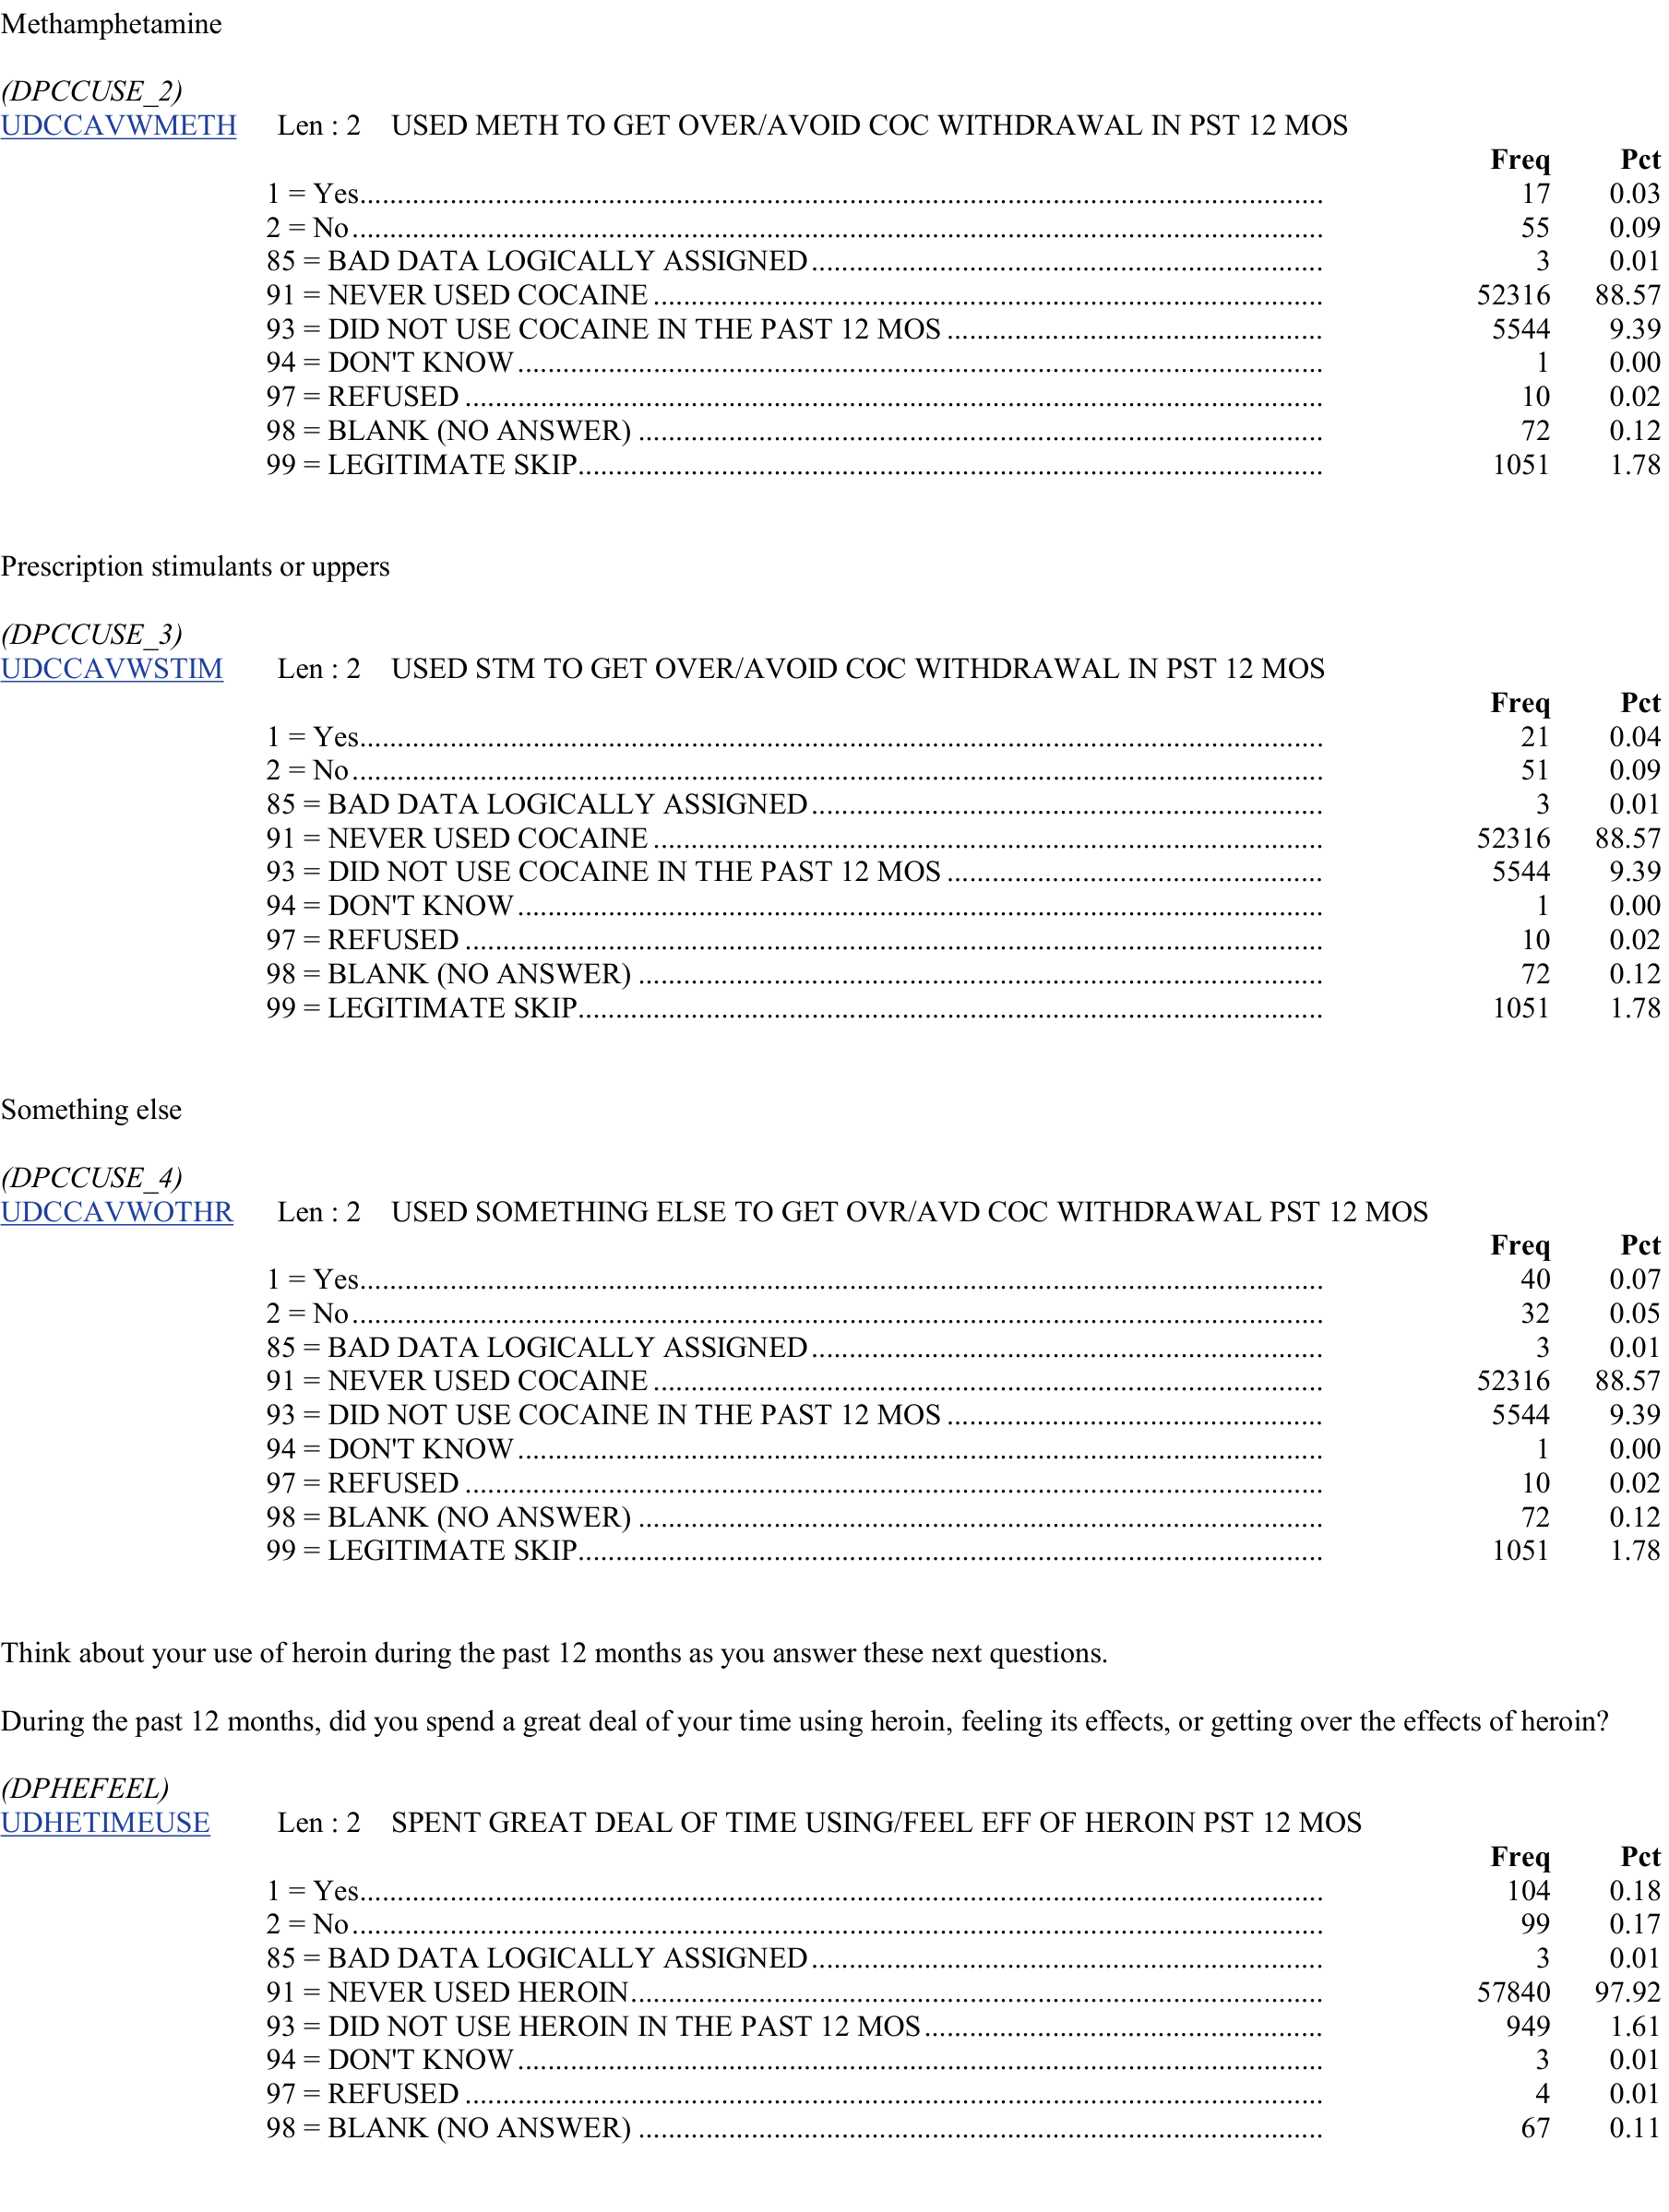 Methamphetamine
(DPCCUSE_2)
UDCCAVWMETH Len : 2 USED METH TO GET OVER/AVOID COC WITHDRAWAL IN PST 12 MOS
Freq Pct
1 = Yes 17 0.03
2 = No 55 0.09
85 = BAD DATA LOGICALLY ASSIGNED 3 0.01
91 = NEVER USED COCAINE 52316 88.57
93 = DID NOT USE COCAINE IN THE PAST 12 MOS 5544 9.39
94 = DON'T KNOW 1 0.00
97 = REFUSED 10 0.02
98 = BLANK (NO ANSWER) 72 0.12
99 = LEGITIMATE SKIP 1051 1.78
Prescription stimulants or uppers
(DPCCUSE_3)
UDCCAVWSTIM Len : 2 USED STM TO GET OVER/AVOID COC WITHDRAWAL IN PST 12 MOS
Freq Pct
1 = Yes 21 0.04
2 = No 51 0.09
85 = BAD DATA LOGICALLY ASSIGNED 3 0.01
91 = NEVER USED COCAINE 52316 88.57
93 = DID NOT USE COCAINE IN THE PAST 12 MOS 5544 9.39
94 = DON'T KNOW 1 0.00
97 = REFUSED 10 0.02
98 = BLANK (NO ANSWER) 72 0.12
99 = LEGITIMATE SKIP 1051 1.78
Something else
(DPCCUSE_4)
UDCCAVWOTHR Len : 2 USED SOMETHING ELSE TO GET OVR/AVD COC WITHDRAWAL PST 12 MOS
Freq Pct
1 = Yes 40 0.07
2 = No 32 0.05
85 = BAD DATA LOGICALLY ASSIGNED 3 0.01
91 = NEVER USED COCAINE 52316 88.57
93 = DID NOT USE COCAINE IN THE PAST 12 MOS 5544 9.39
94 = DON'T KNOW 1 0.00
97 = REFUSED 10 0.02
98 = BLANK (NO ANSWER) 72 0.12
99 = LEGITIMATE SKIP 1051 1.78
Think about your use of heroin during the past 12 months as you answer these next questions.
During the past 12 months, did you spend a great deal of your time using heroin, feeling its effects, or getting over the effects of heroin?
(DPHEFEEL)
UDHETIMEUSE Len : 2 SPENT GREAT DEAL OF TIME USING/FEEL EFF OF HEROIN PST 12 MOS
Freq Pct
1 = Yes 104 0.18
2 = No 99 0.17
85 = BAD DATA LOGICALLY ASSIGNED 3 0.01
91 = NEVER USED HEROIN 57840 97.92
93 = DID NOT USE HEROIN IN THE PAST 12 MOS 949 1.61
94 = DON'T KNOW 3 0.01
97 = REFUSED 4 0.01
98 = BLANK (NO ANSWER) 67 0.11